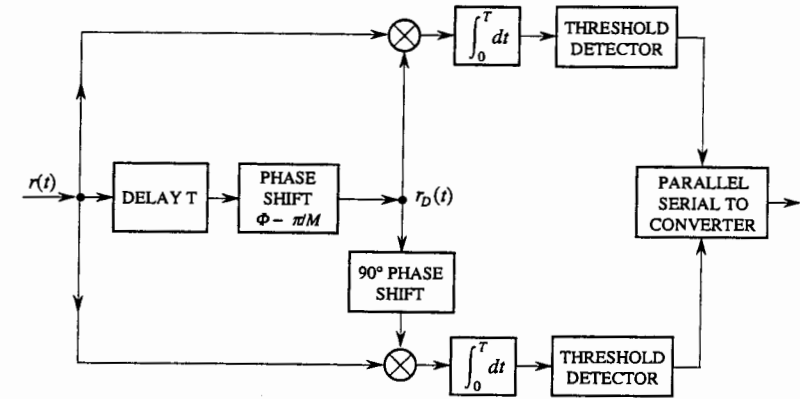 ∫₀ᵀ dt
THRESHOLD
DETECTOR
r(t)
DELAY T
PHASE
SHIFT
Φ − π/M
r_D(t)
PARALLEL
SERIAL TO
CONVERTER
90° PHASE
SHIFT
∫₀ᵀ dt
THRESHOLD
DETECTOR